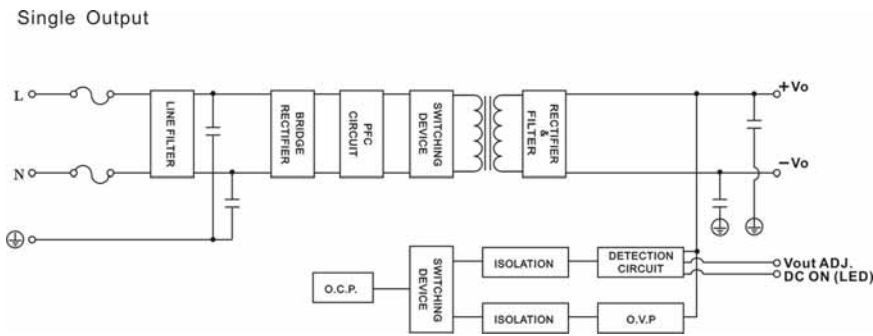 Single Output
L
N
LINE FILTER
BRIDGE
RECTIFIER
PFC
CIRCUIT
SWITCHING
DEVICE
RECTIFIER
&
FILTER
+Vo
-Vo
O.C.P.
SWITCHING
DEVICE
ISOLATION
DETECTION
CIRCUIT
Vout ADJ.
DC ON (LED)
ISOLATION
O.V.P